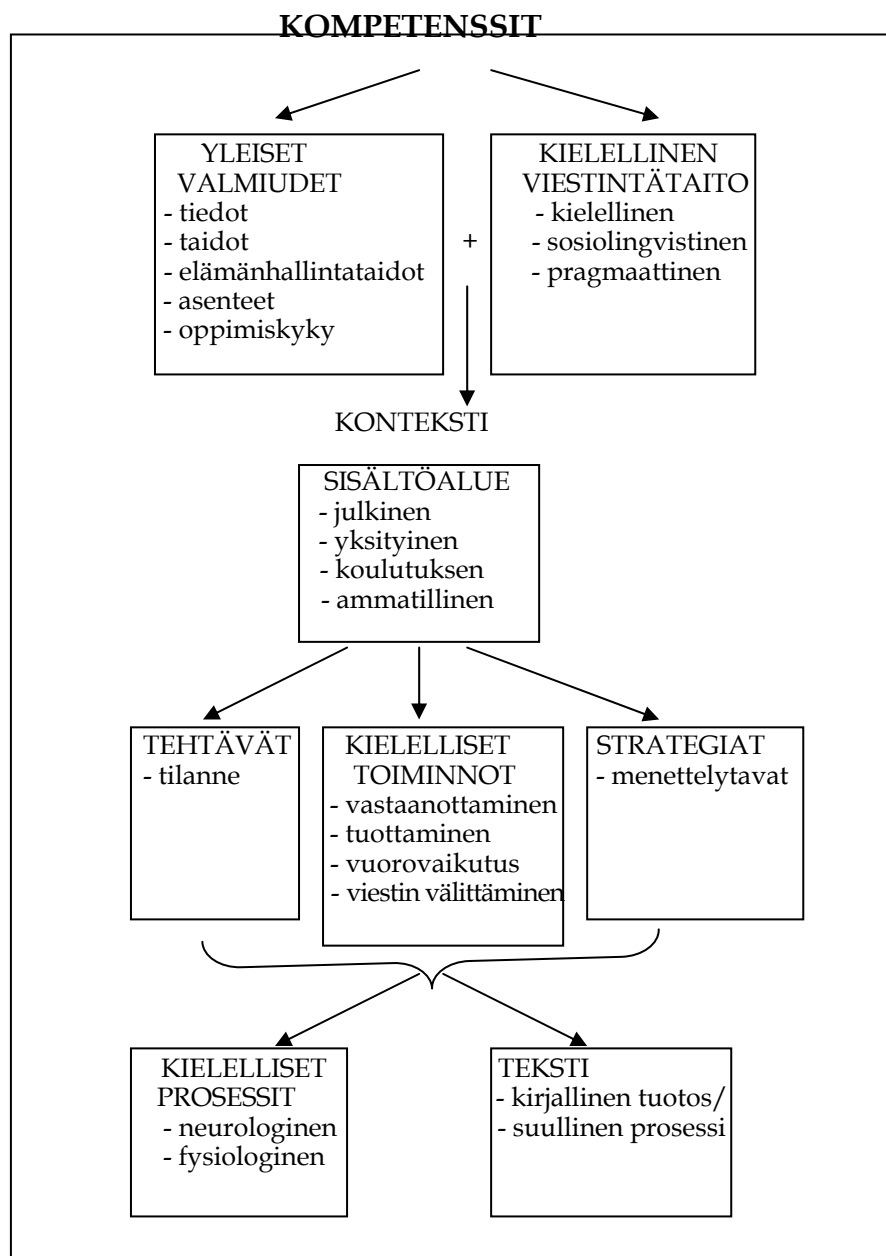 KOMPETENSSIT
YLEISET
VALMIUDET
- tiedot
- taidot
- elämänhallintataidot
- asenteet
- oppimiskyky
+
KIELELLINEN
VIESTINTÄTAITO
- kielellinen
- sosiolingvistinen
- pragmaattinen
KONTEKSTI
SISÄLTÖALUE
- julkinen
- yksityinen
- koulutuksen
- ammatillinen
TEHTÄVÄT
- tilanne
KIELELLISET
TOIMINNOT
- vastaanottaminen
- tuottaminen
- vuorovaikutus
- viestin välittäminen
STRATEGIAT
- menettelytavat
KIELELLISET
PROSESSIT
- neurologinen
- fysiologinen
TEKSTI
- kirjallinen tuotos/
- suullinen prosessi